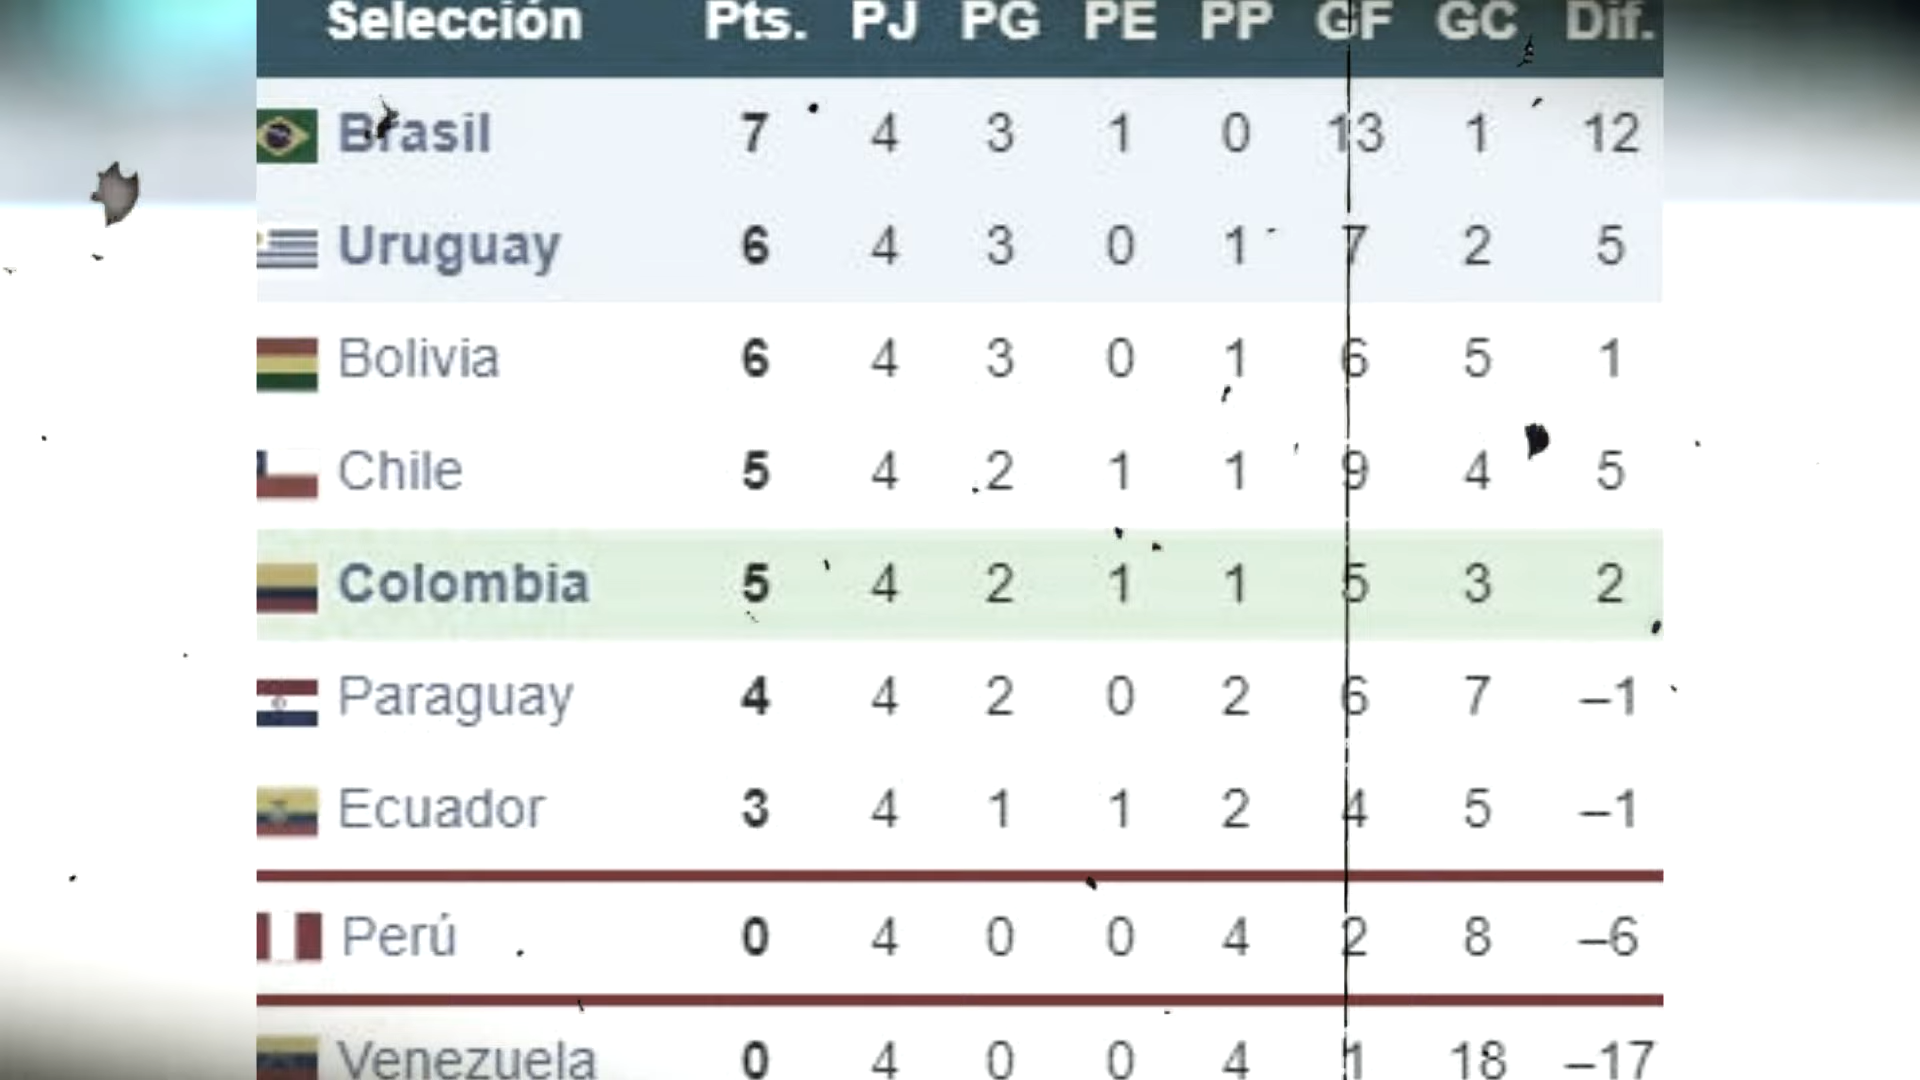 Selección Pts. PJ PG PE PP GF GC Dif.
Brasil 7 4 3 1 0 13 1 12
Uruguay 6 4 3 0 1 7 2 5
Bolivia 6 4 3 0 1 6 5 1
Chile 5 4 2 1 1 9 4 5
Colombia 5 4 2 1 1 5 3 2
Paraguay 4 4 2 0 2 6 7 –1
Ecuador 3 4 1 1 2 4 5 –1
Perú 0 4 0 0 4 2 8 –6
Venezuela 0 4 0 0 4 1 18 –17